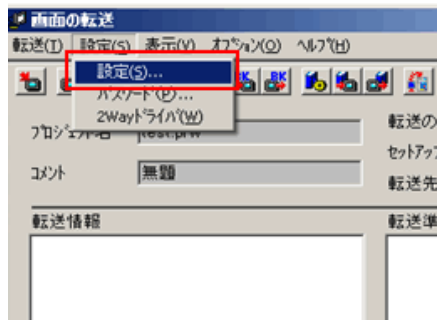 画面の転送
転送(T) 設定(S) 表示(V) オプション(O) ヘルプ(H)
設定(S)...
パスワード(P)...
2Wayドライバ(W)
プロジェクト名 test.prw
転送の
セットアッ
コメント 無題
転送先
転送情報
転送準